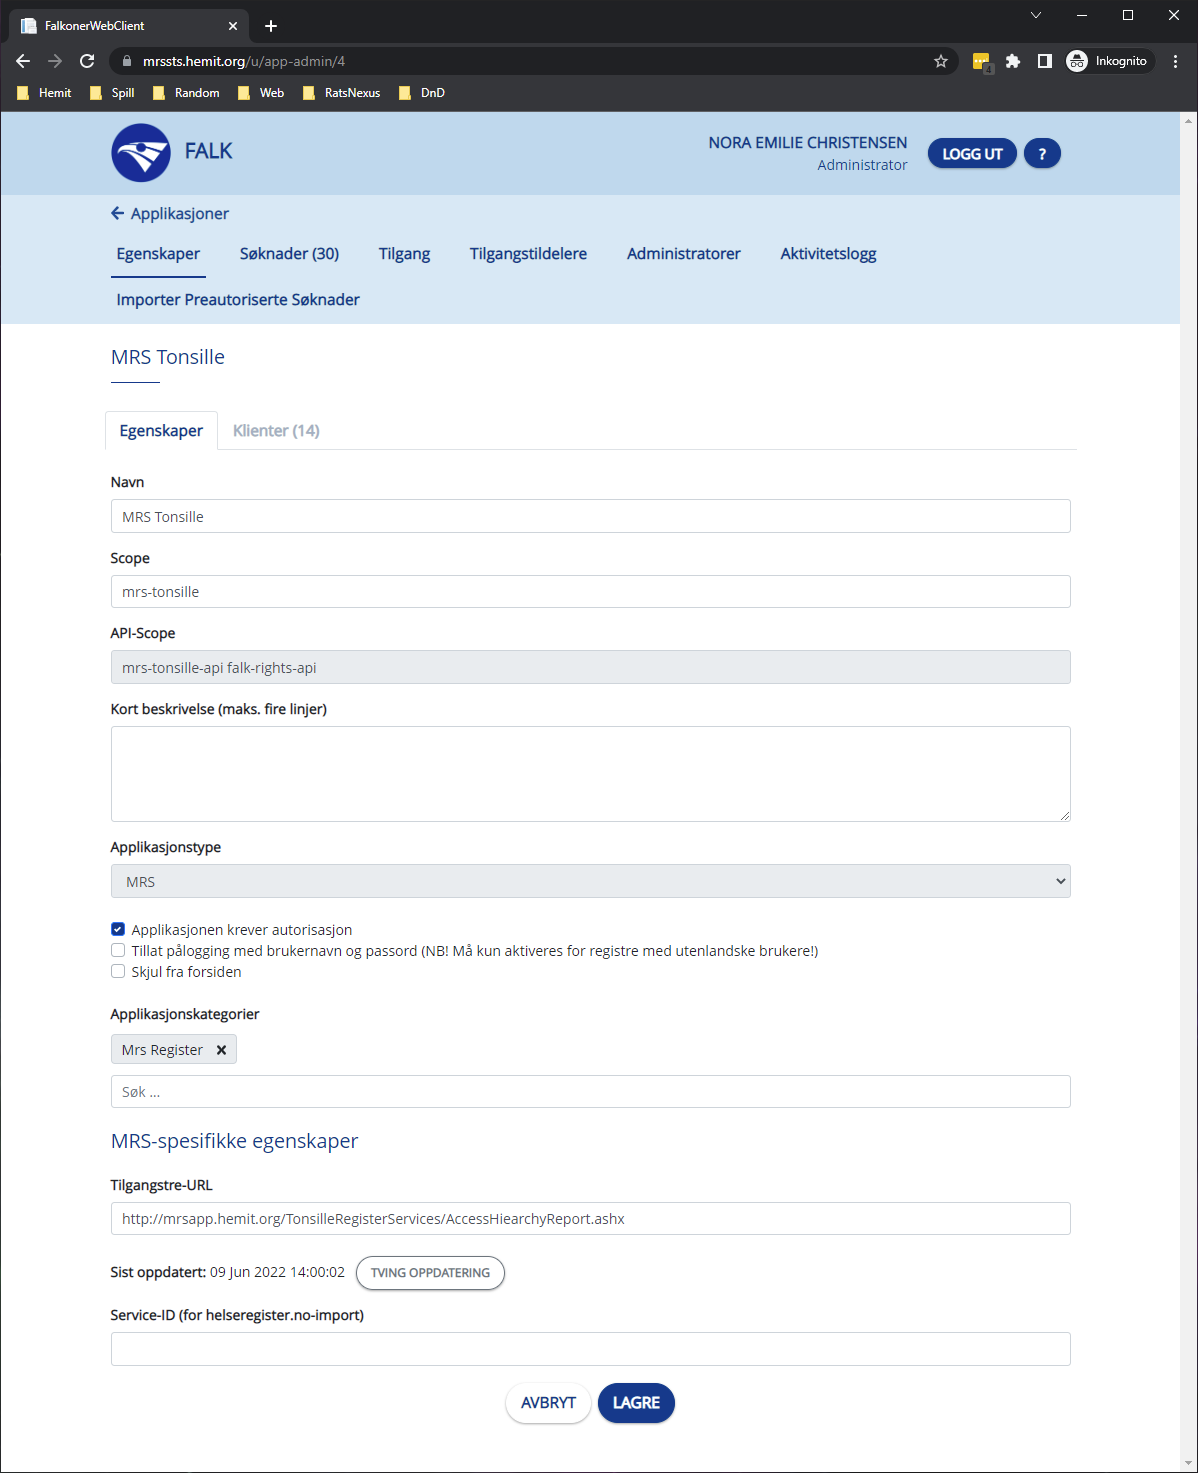 FalkonerWebClient
mrssts.hemit.org/u/app-admin/4
4
Inkognito
Hemit Spill Random Web RatsNexus DnD
FALK
NORA EMILIE CHRISTENSEN
Administrator
LOGG UT
?
Applikasjoner
Egenskaper Søknader (30) Tilgang Tilgangstildelere Administratorer Aktivitetslogg
Importer Preautoriserte Søknader
MRS Tonsille
Egenskaper Klienter (14)
Navn
MRS Tonsille
Scope
mrs-tonsille
API-Scope
mrs-tonsille-api falk-rights-api
Kort beskrivelse (maks. fire linjer)
Applikasjonstype
MRS
Applikasjonen krever autorisasjon
Tillat pålogging med brukernavn og passord (NB! Må kun aktiveres for registre med utenlandske brukere!)
Skjul fra forsiden
Applikasjonskategorier
Mrs Register
Søk ...
MRS-spesifikke egenskaper
Tilgangstre-URL
http://mrsapp.hemit.org/TonsilleRegisterServices/AccessHiearchyReport.ashx
Sist oppdatert: 09 Jun 2022 14:00:02 TVING OPPDATERING
Service-ID (for helseregister.no-import)
AVBRYT LAGRE